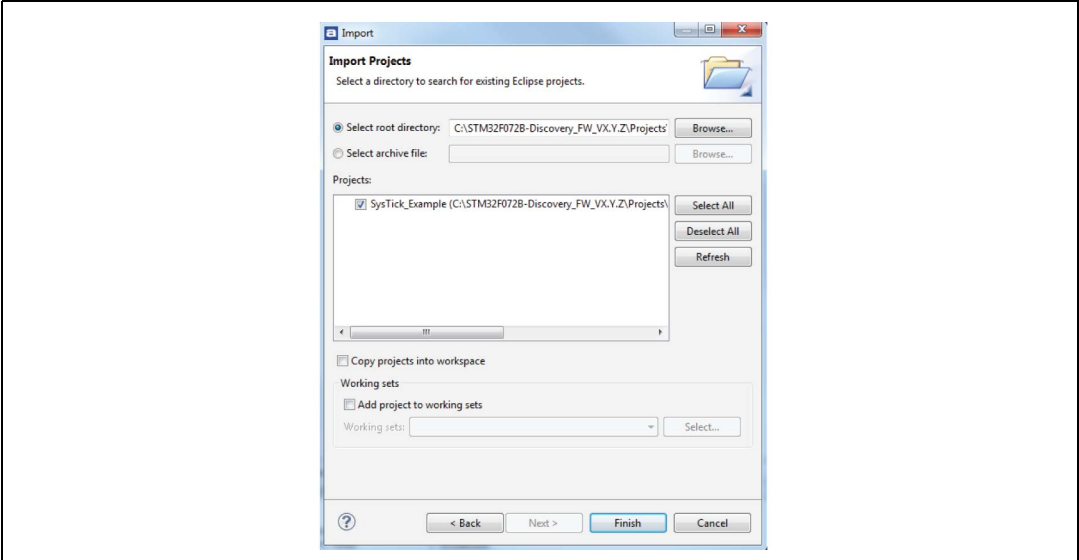 a Import
Import Projects
Select a directory to search for existing Eclipse projects.
Select root directory: C:\STM32F072B-Discovery_FW_VX.Y.Z\Projects\ Browse...
Select archive file: Browse...
Projects:
SysTick_Example (C:\STM32F072B-Discovery_FW_VX.Y.Z\Projects\ Select All
Deselect All
Refresh
Copy projects into workspace
Working sets
Add project to working sets
Working sets: Select...
? < Back Next > Finish Cancel